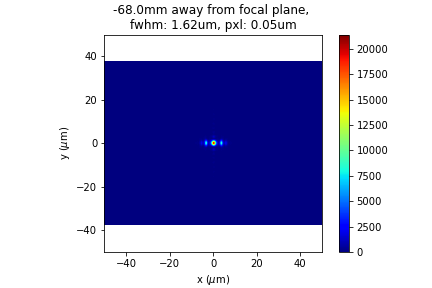 -68.0mm away from focal plane,
fwhm: 1.62um, pxl: 0.05um
40
20
0
−20
−40
y (μm)
−40 −20 0 20 40
x (μm)
20000
17500
15000
12500
10000
7500
5000
2500
0